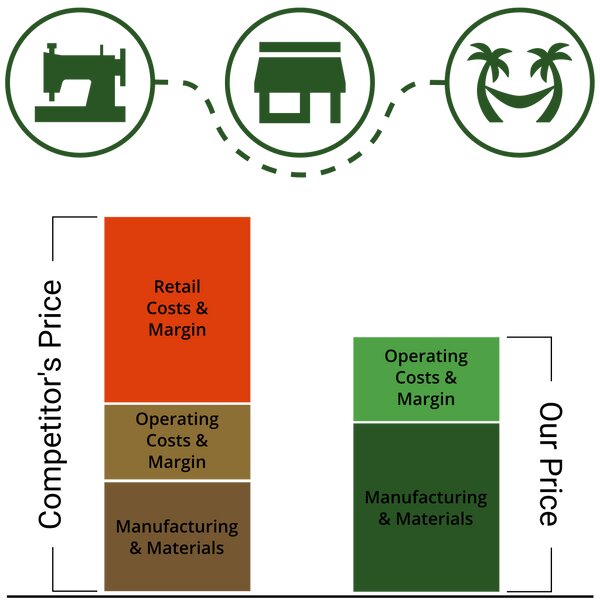 Competitor's Price
Retail
Costs &
Margin
Operating
Costs &
Margin
Manufacturing
& Materials
Operating
Costs &
Margin
Manufacturing
& Materials
Our Price